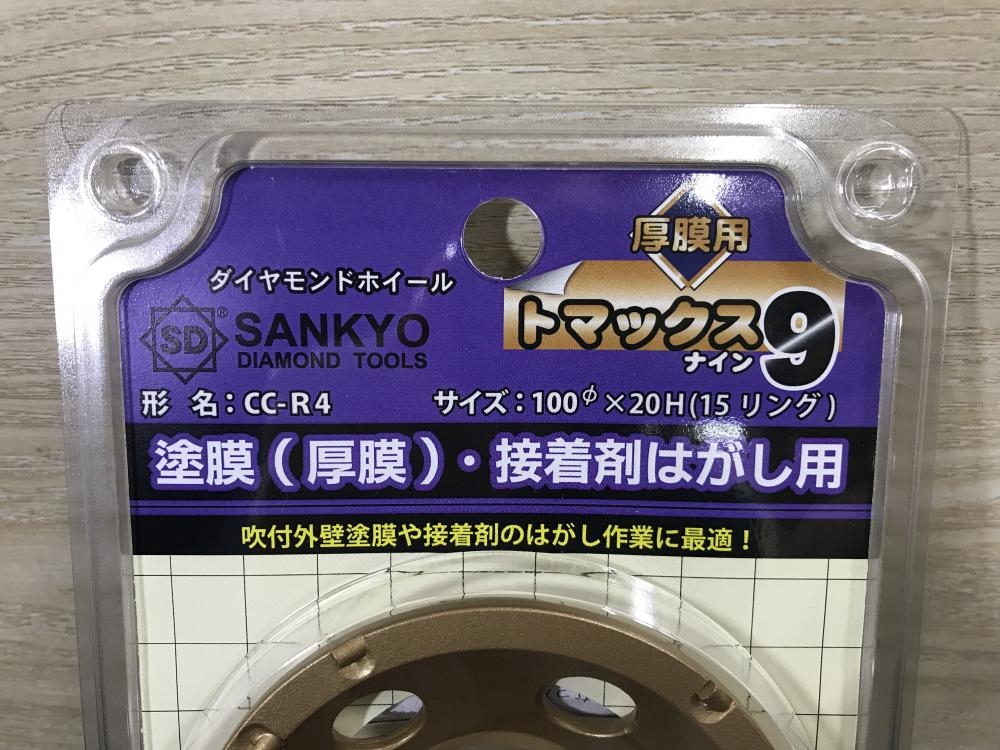 厚膜用
ダイヤモンドホイール
トマックス9
ナイン
SD® SANKYO
DIAMOND TOOLS
形 名：CC-R4 サイズ：100φ×20H(15リング)
塗膜(厚膜)・接着剤はがし用
吹付外壁塗膜や接着剤のはがし作業に最適！